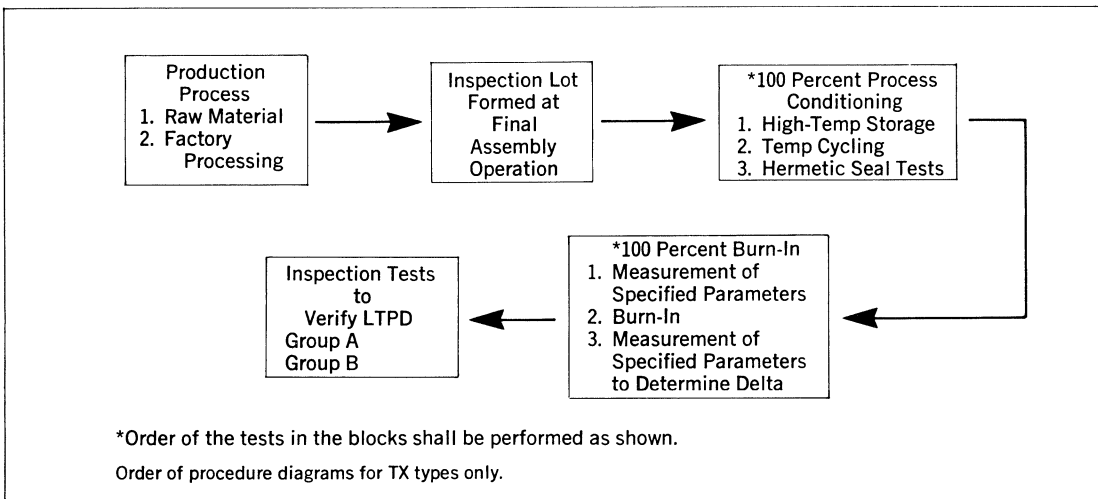 Production
Process
1. Raw Material
2. Factory
Processing
Inspection Lot
Formed at
Final
Assembly
Operation
*100 Percent Process
Conditioning
1. High-Temp Storage
2. Temp Cycling
3. Hermetic Seal Tests
*100 Percent Burn-In
1. Measurement of
Specified Parameters
2. Burn-In
3. Measurement of
Specified Parameters
to Determine Delta
Inspection Tests
to
Verify LTPD
Group A
Group B
*Order of the tests in the blocks shall be performed as shown.
Order of procedure diagrams for TX types only.